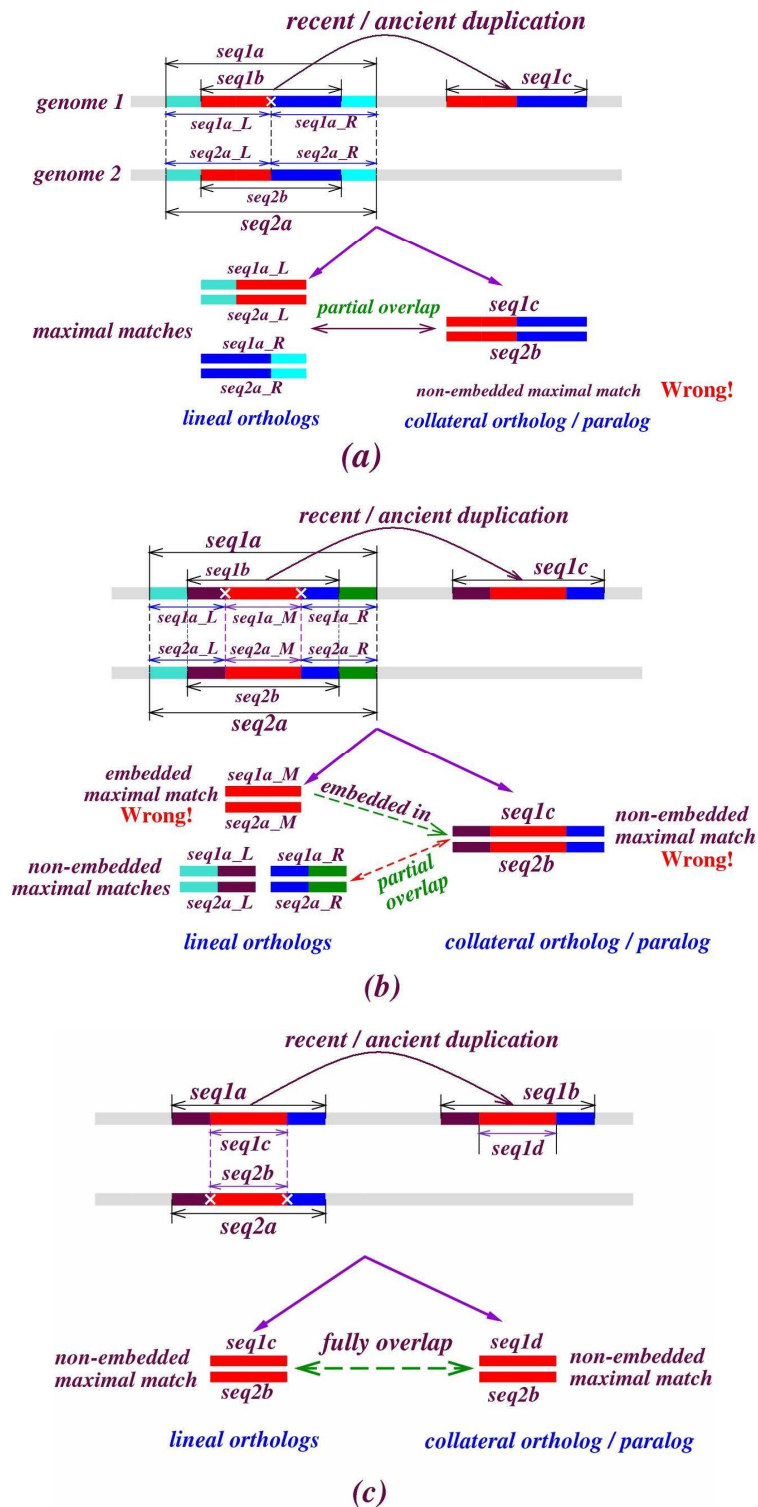 recent / ancient duplication
seq1a
seq1b
seq1c
genome 1
seq1a_L
seq1a_R
seq2a_L
seq2a_R
genome 2
seq2b
seq2a
seq1a_L
seq2a_L
partial overlap
seq1c
maximal matches
seq1a_R
seq2b
seq2a_R
non-embedded maximal match Wrong!
lineal orthologs
collateral ortholog / paralog
(a)
recent / ancient duplication
seq1a
seq1b
seq1c
seq1a_L
seq1a_M
seq1a_R
seq2a_L
seq2a_M
seq2a_R
seq2b
seq2a
embedded
maximal match
Wrong!
seq1a_M
seq2a_M
embedded in
seq1c
seq2b
non-embedded
maximal match
Wrong!
non-embedded
maximal matches
seq1a_L
seq1a_R
seq2a_L
seq2a_R
partial
overlap
lineal orthologs
collateral ortholog / paralog
(b)
recent / ancient duplication
seq1a
seq1b
seq1c
seq1d
seq2b
seq2a
non-embedded
maximal match
seq1c
seq2b
fully overlap
seq1d
seq2b
non-embedded
maximal match
lineal orthologs
collateral ortholog / paralog
(c)